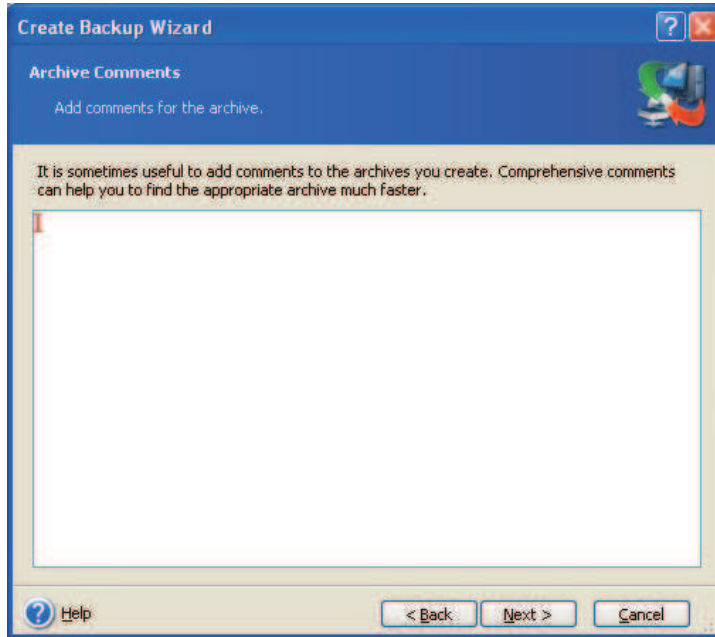 Create Backup Wizard
?
Archive Comments
Add comments for the archive.
It is sometimes useful to add comments to the archives you create. Comprehensive comments
can help you to find the appropriate archive much faster.
? Help
< Back
Next >
Cancel